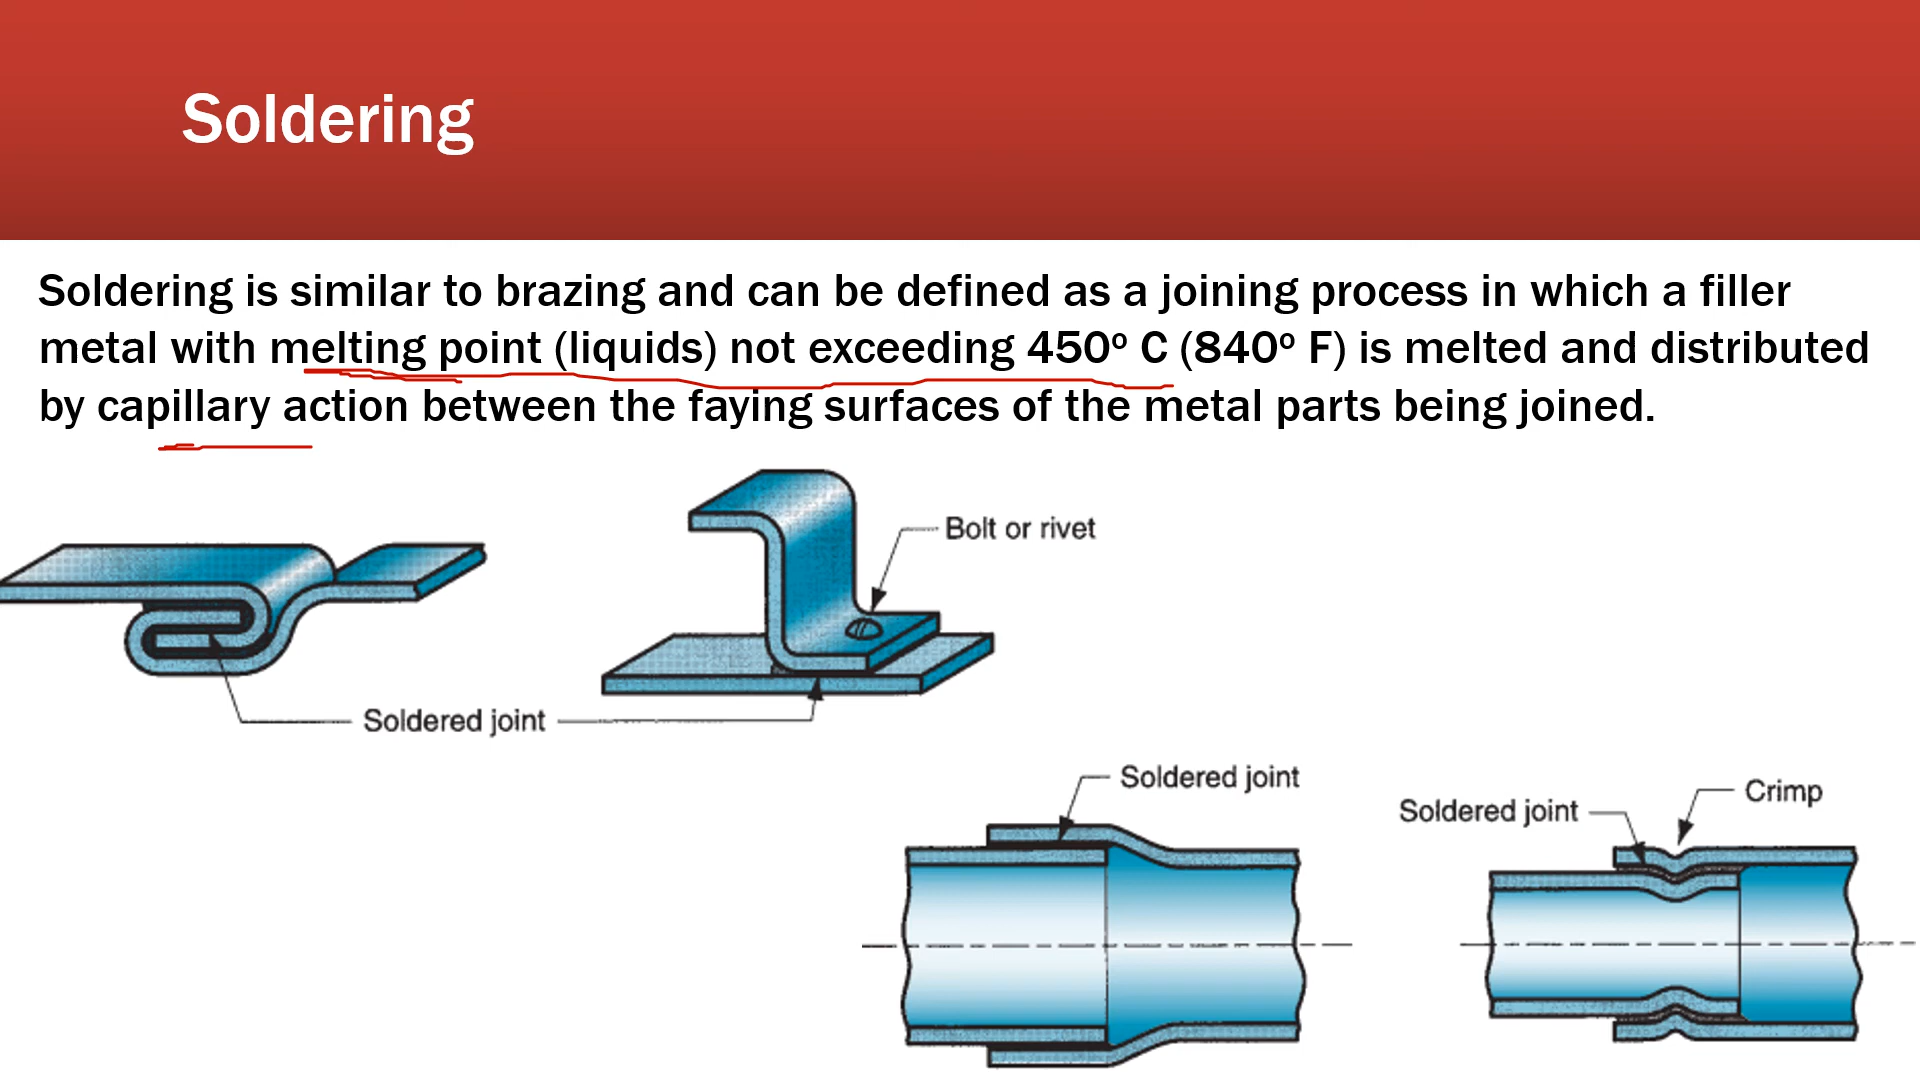 Soldering
Soldering is similar to brazing and can be defined as a joining process in which a filler
metal with melting point (liquids) not exceeding 450º C (840º F) is melted and distributed
by capillary action between the faying surfaces of the metal parts being joined.
Bolt or rivet
Soldered joint
Soldered joint
Crimp
Soldered joint